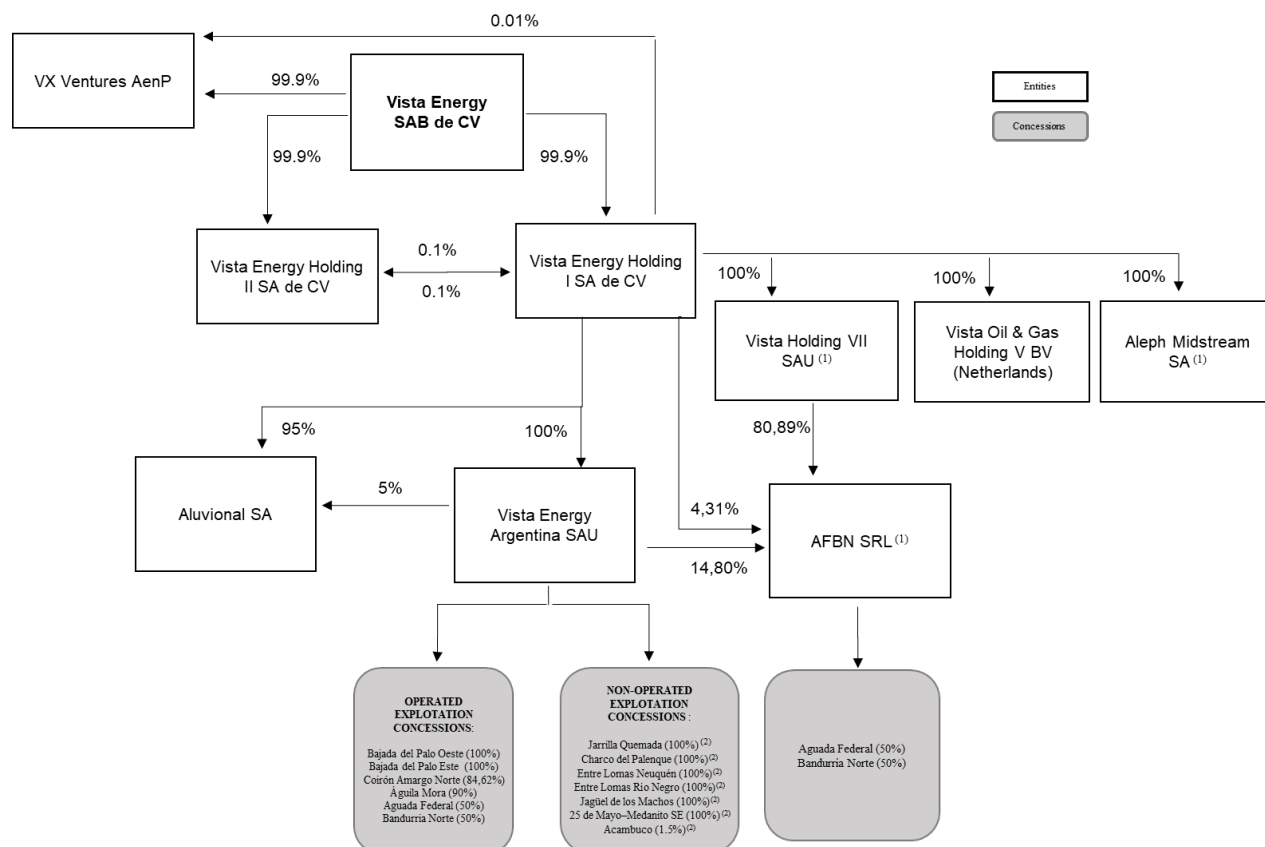 0.01%
VX Ventures AenP
99.9%
Vista Energy
SAB de CV
Entities
Concessions
99.9%
99.9%
Vista Energy Holding
II SA de CV
0.1%
0.1%
Vista Energy Holding
I SA de CV
100%
100%
100%
Vista Holding VII
SAU (1)
Vista Oil & Gas
Holding V BV
(Netherlands)
Aleph Midstream
SA (1)
95%
100%
80,89%
Aluvional SA
5%
Vista Energy
Argentina SAU
4,31%
14,80%
AFBN SRL (1)
OPERATED
EXPLOTATION
CONCESSIONS:
Bajada del Palo Oeste (100%)
Bajada del Palo Este (100%)
Coirón Amargo Norte (84,62%)
Águila Mora (90%)
Aguada Federal (50%)
Bandurria Norte (50%)
NON-OPERATED
EXPLOTATION
CONCESSIONS :
Jarrilla Quemada (100%) (2)
Charco del Palenque (100%) (2)
Entre Lomas Neuquén (100%) (2)
Entre Lomas Río Negro (100%) (2)
Jagüel de los Machos (100%) (2)
25 de Mayo–Medanito SE (100%) (2)
Acambuco (1.5%) (2)
Aguada Federal (50%)
Bandurria Norte (50%)